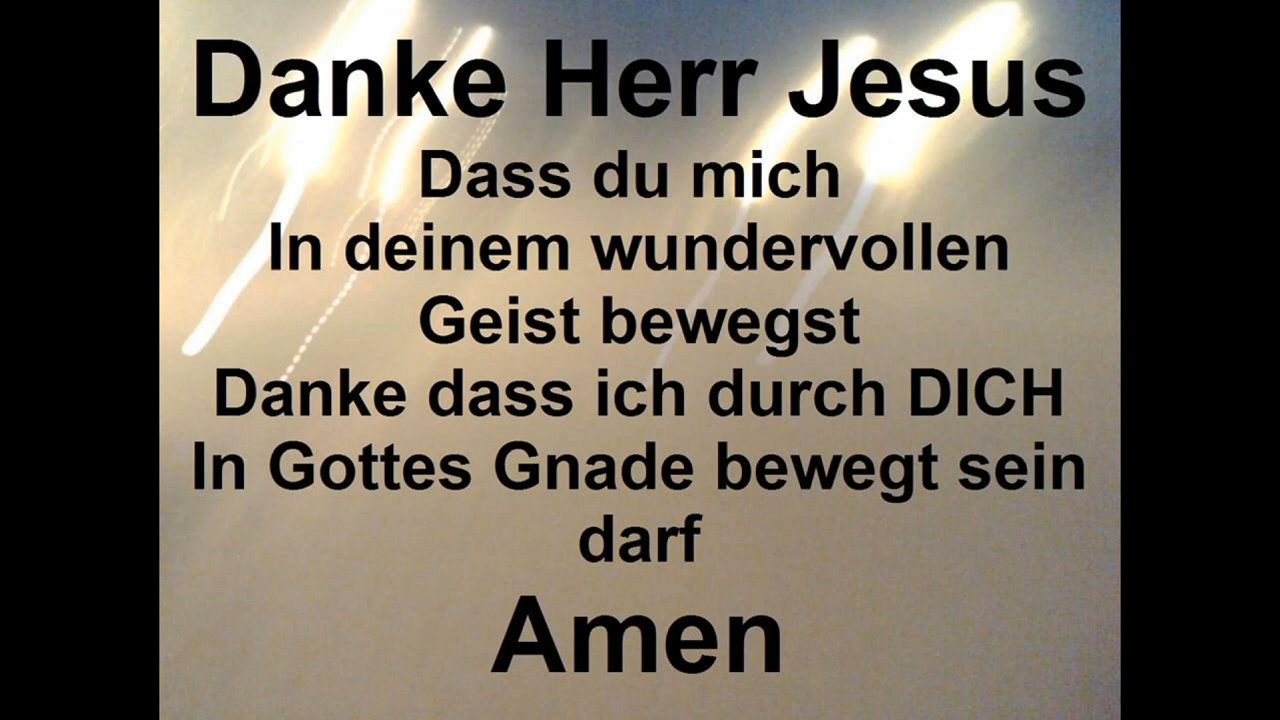 Danke Herr Jesus
Dass du mich
In deinem wundervollen
Geist bewegst
Danke dass ich durch DICH
In Gottes Gnade bewegt sein
darf
Amen